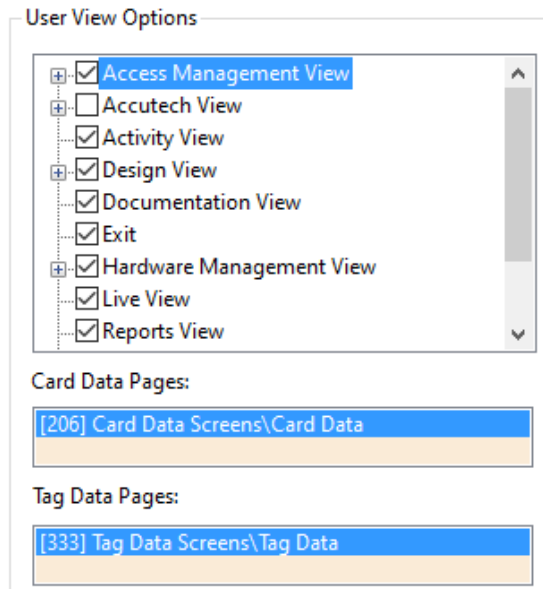 User View Options
Access Management View
Accutech View
Activity View
Design View
Documentation View
Exit
Hardware Management View
Live View
Reports View
Card Data Pages:
[206] Card Data Screens\Card Data
Tag Data Pages:
[333] Tag Data Screens\Tag Data